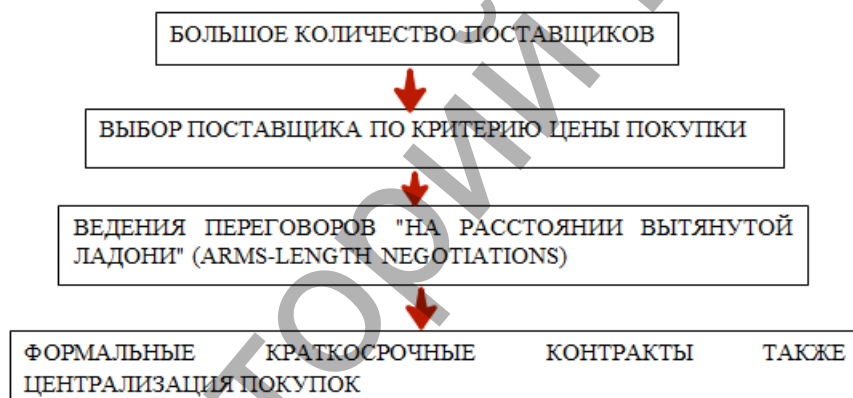 БОЛЬШОЕ КОЛИЧЕСТВО ПОСТАВЩИКОВ
ВЫБОР ПОСТАВЩИКА ПО КРИТЕРИЮ ЦЕНЫ ПОКУПКИ
ВЕДЕНИЯ ПЕРЕГОВОРОВ "НА РАССТОЯНИИ ВЫТЯНУТОЙ
ЛАДОНИ" (ARMS-LENGTH NEGOTIATIONS)
ФОРМАЛЬНЫЕ КРАТКОСРОЧНЫЕ КОНТРАКТЫ ТАКЖЕ
ЦЕНТРАЛИЗАЦИЯ ПОКУПОК